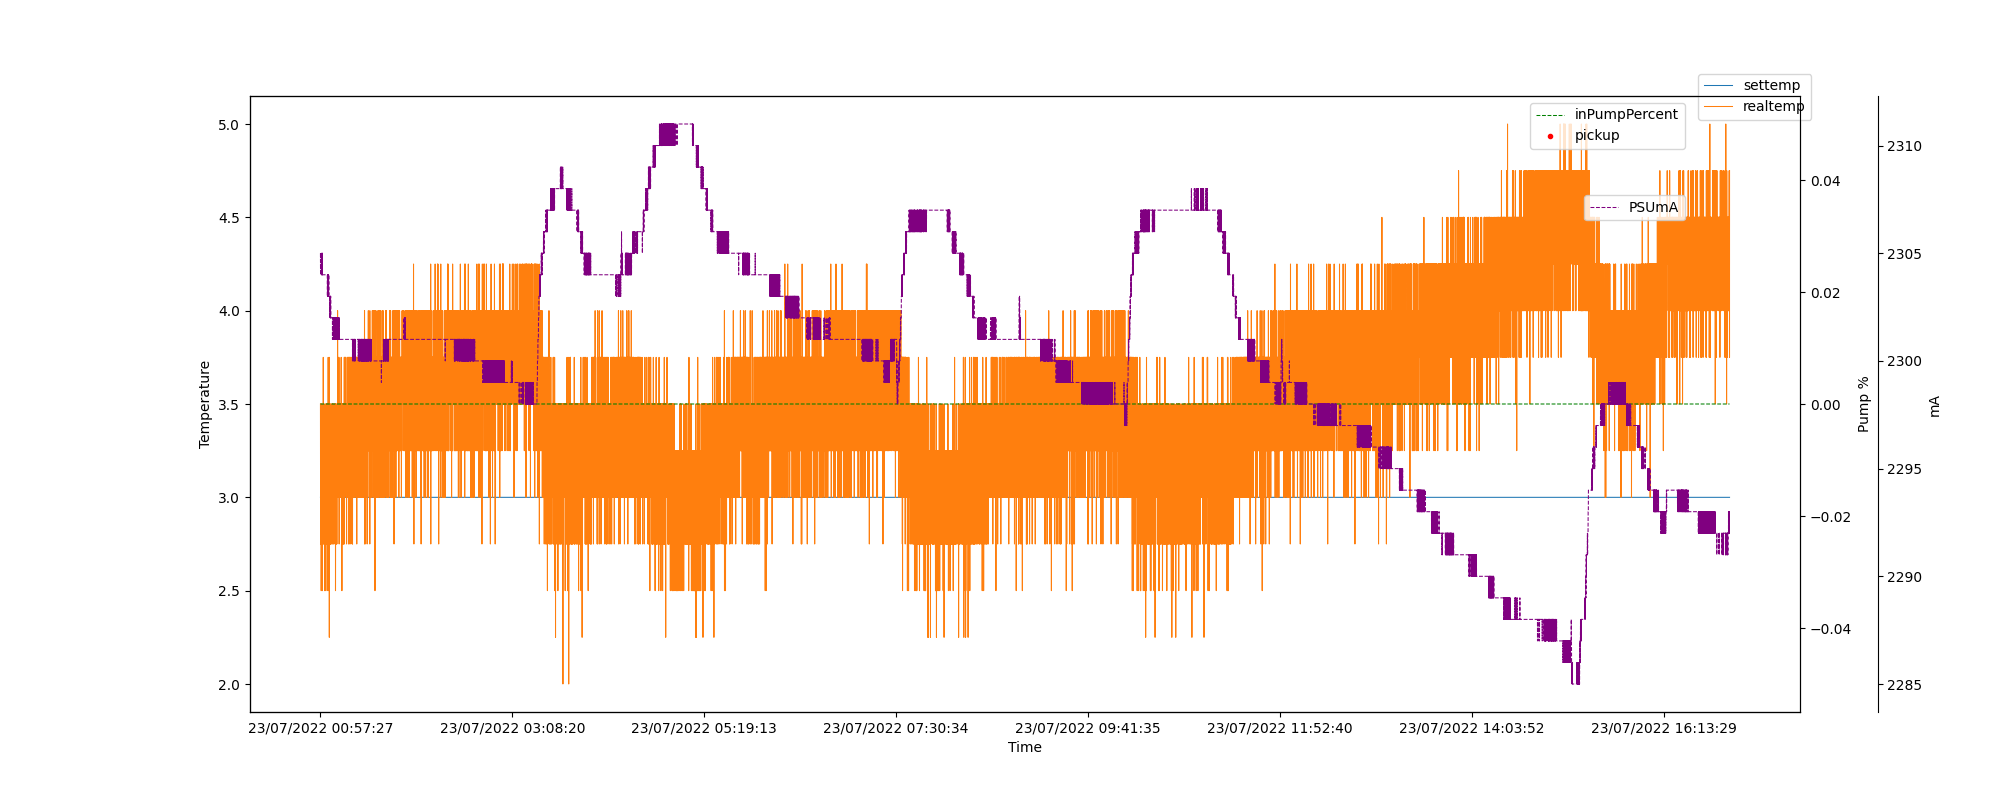 settemp
realtemp
inPumpPercent
pickup
PSUmA
5.0
4.5
4.0
3.5
3.0
2.5
2.0
Temperature
0.04
0.02
0.00
−0.02
−0.04
Pump %
2310
2305
2300
2295
2290
2285
mA
23/07/2022 00:57:27
23/07/2022 03:08:20
23/07/2022 05:19:13
23/07/2022 07:30:34
23/07/2022 09:41:35
23/07/2022 11:52:40
23/07/2022 14:03:52
23/07/2022 16:13:29
Time